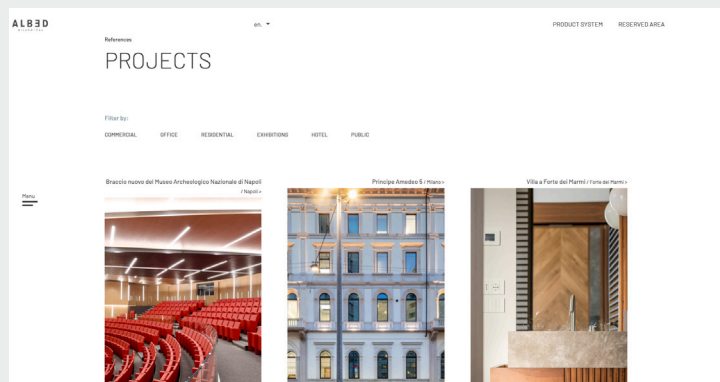 ALBED
en.
PRODUCT SYSTEM
RESERVED AREA
References
PROJECTS
Filter by:
COMMERCIAL
OFFICE
RESIDENTIAL
EXHIBITIONS
HOTEL
PUBLIC
Menu
Braccio nuovo del Museo Archeologico Nazionale di Napoli
/ Napoli >
Principe Amedeo 5 / Milano >
Villa a Forte dei Marmi / Forte dei Marmi >